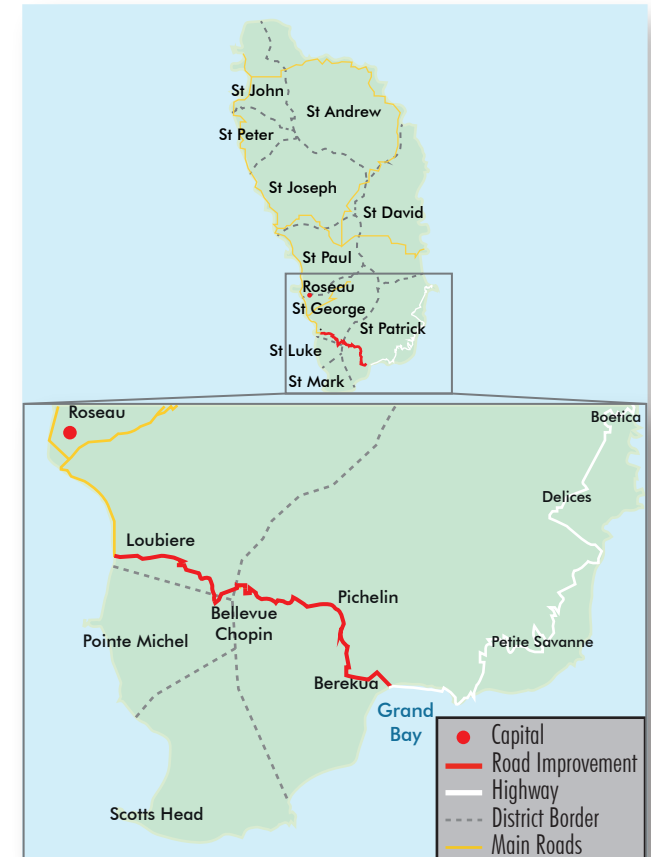 St John
St Andrew
St Peter
St Joseph
St David
St Paul
Roseau
St George
St Patrick
St Luke
St Mark
Roseau
Boetica
Delices
Loubiere
Pichelin
Bellevue
Chopin
Pointe Michel
Petite Savanne
Berekua
Grand
Bay
Scotts Head
Capital
Road Improvement
Highway
District Border
Main Roads